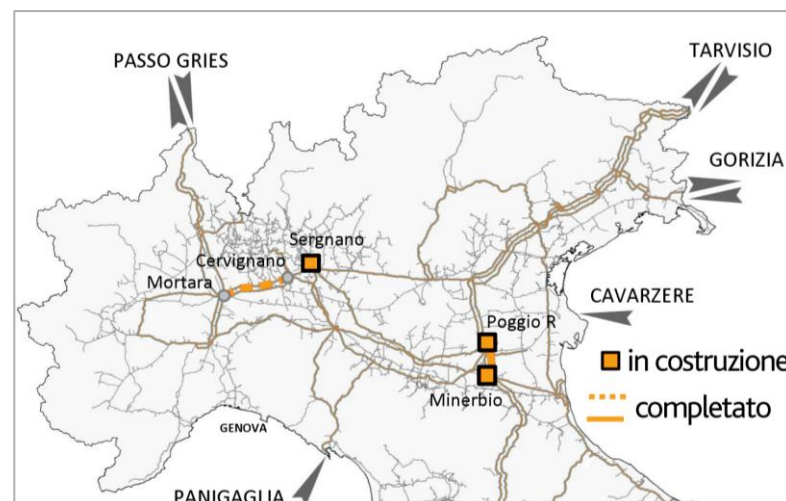 PASSO GRIES
TARVISIO
GORIZIA
Sergnano
Cervignano
Mortara
CAVARZERE
Poggio R
in costruzione
Minerbio
completato
GENOVA
PANIGAGLIA